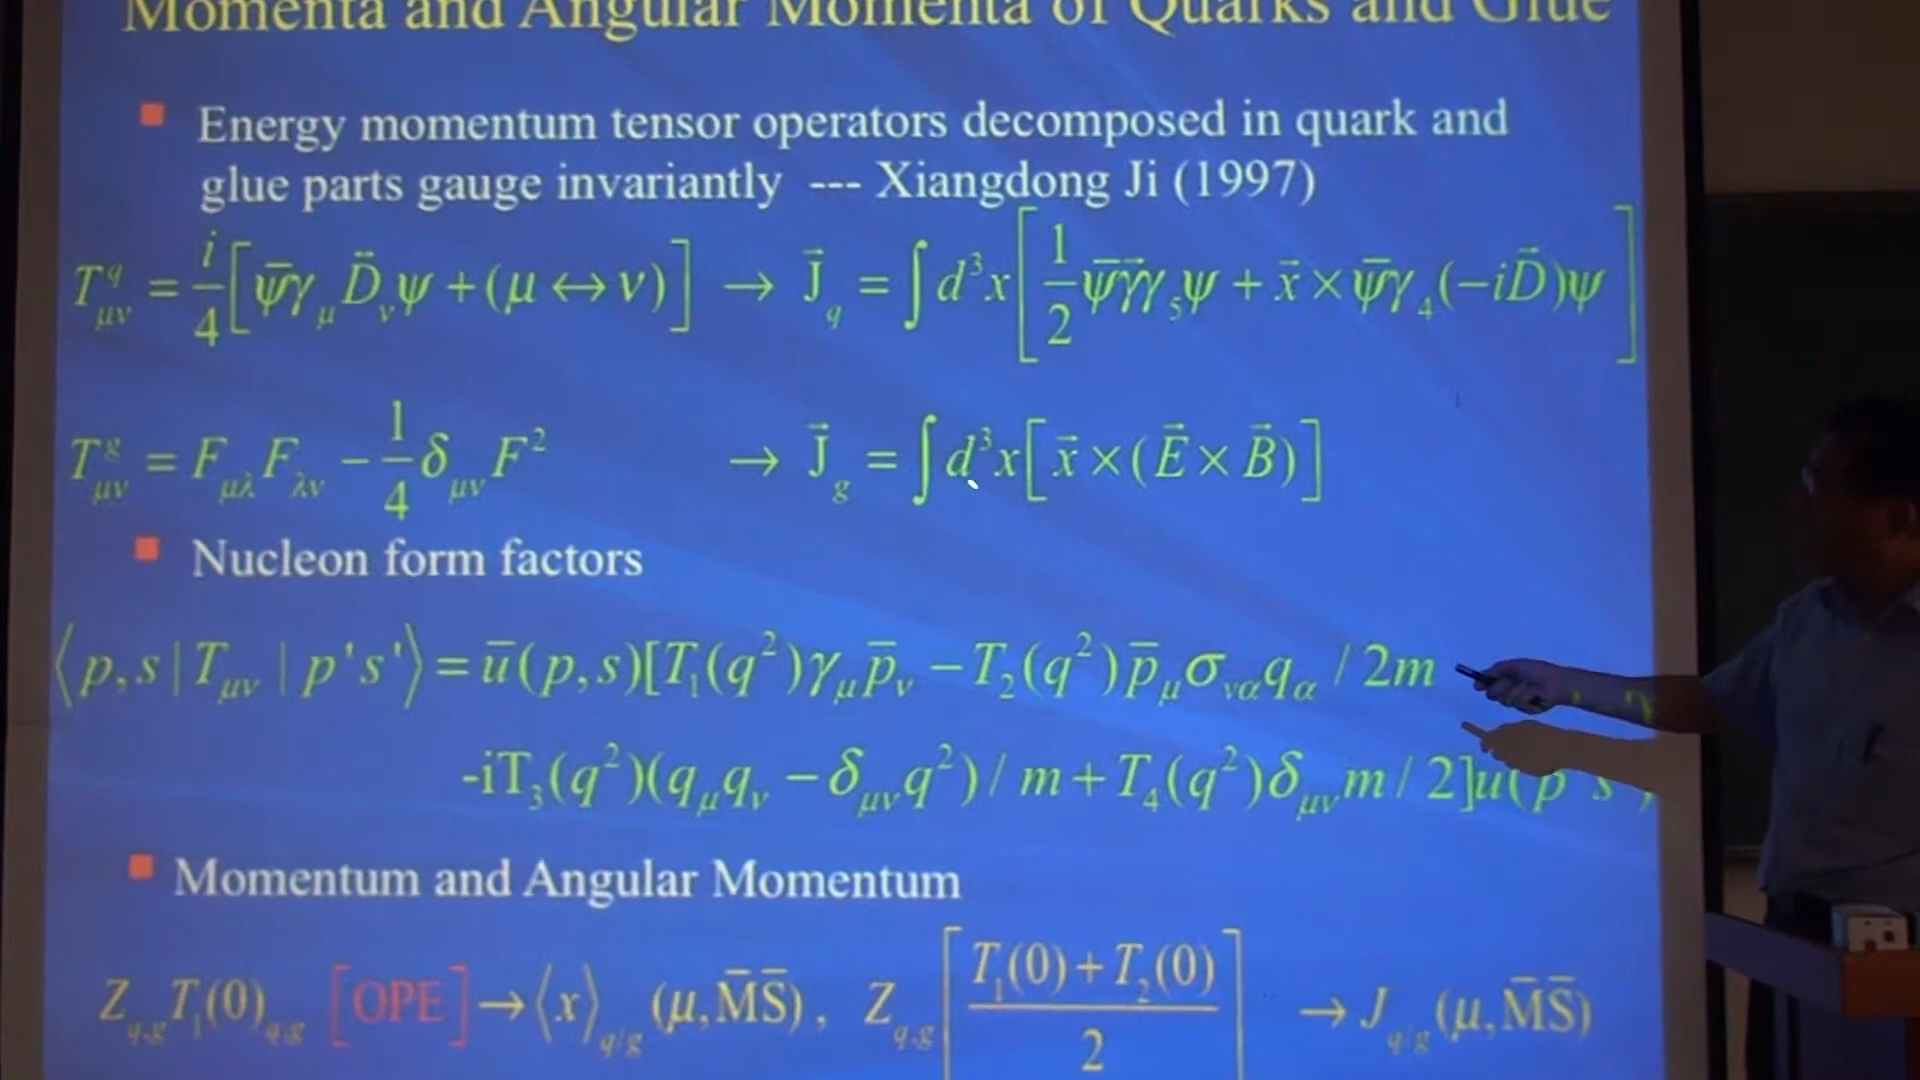 Momenta and Angular Momenta of Quarks and Glue
Energy momentum tensor operators decomposed in quark and
glue parts gauge invariantly --- Xiangdong Ji (1997)
T^q_μν = i/4 [ψ̄γ_μ D⃡_ν ψ + (μ ↔ ν)] → J⃗_q = ∫ d³x [ 1/2 ψ̄γ⃗γ_5 ψ + x⃗ × ψ̄γ_4 (−iD⃗)ψ ]
T^g_μν = F_μλ F_λν − 1/4 δ_μν F² → J⃗_g = ∫ d³x [ x⃗ × (E⃗ × B⃗) ]
Nucleon form factors
⟨p,s | T_μν | p's'⟩ = ū(p,s)[T_1(q²)γ_μ p̄_ν − T_2(q²) p̄_μ σ_να q_α / 2m
-iT_3(q²)(q_μ q_ν − δ_μν q²) / m + T_4(q²)δ_μν m / 2]u(p's')
Momentum and Angular Momentum
Z_q,g T_1(0)_q,g [OPE] → ⟨x⟩_q/g (μ, M̄S̄), Z_q,g [ (T_1(0) + T_2(0)) / 2 ] → J_q/g (μ, M̄S̄)